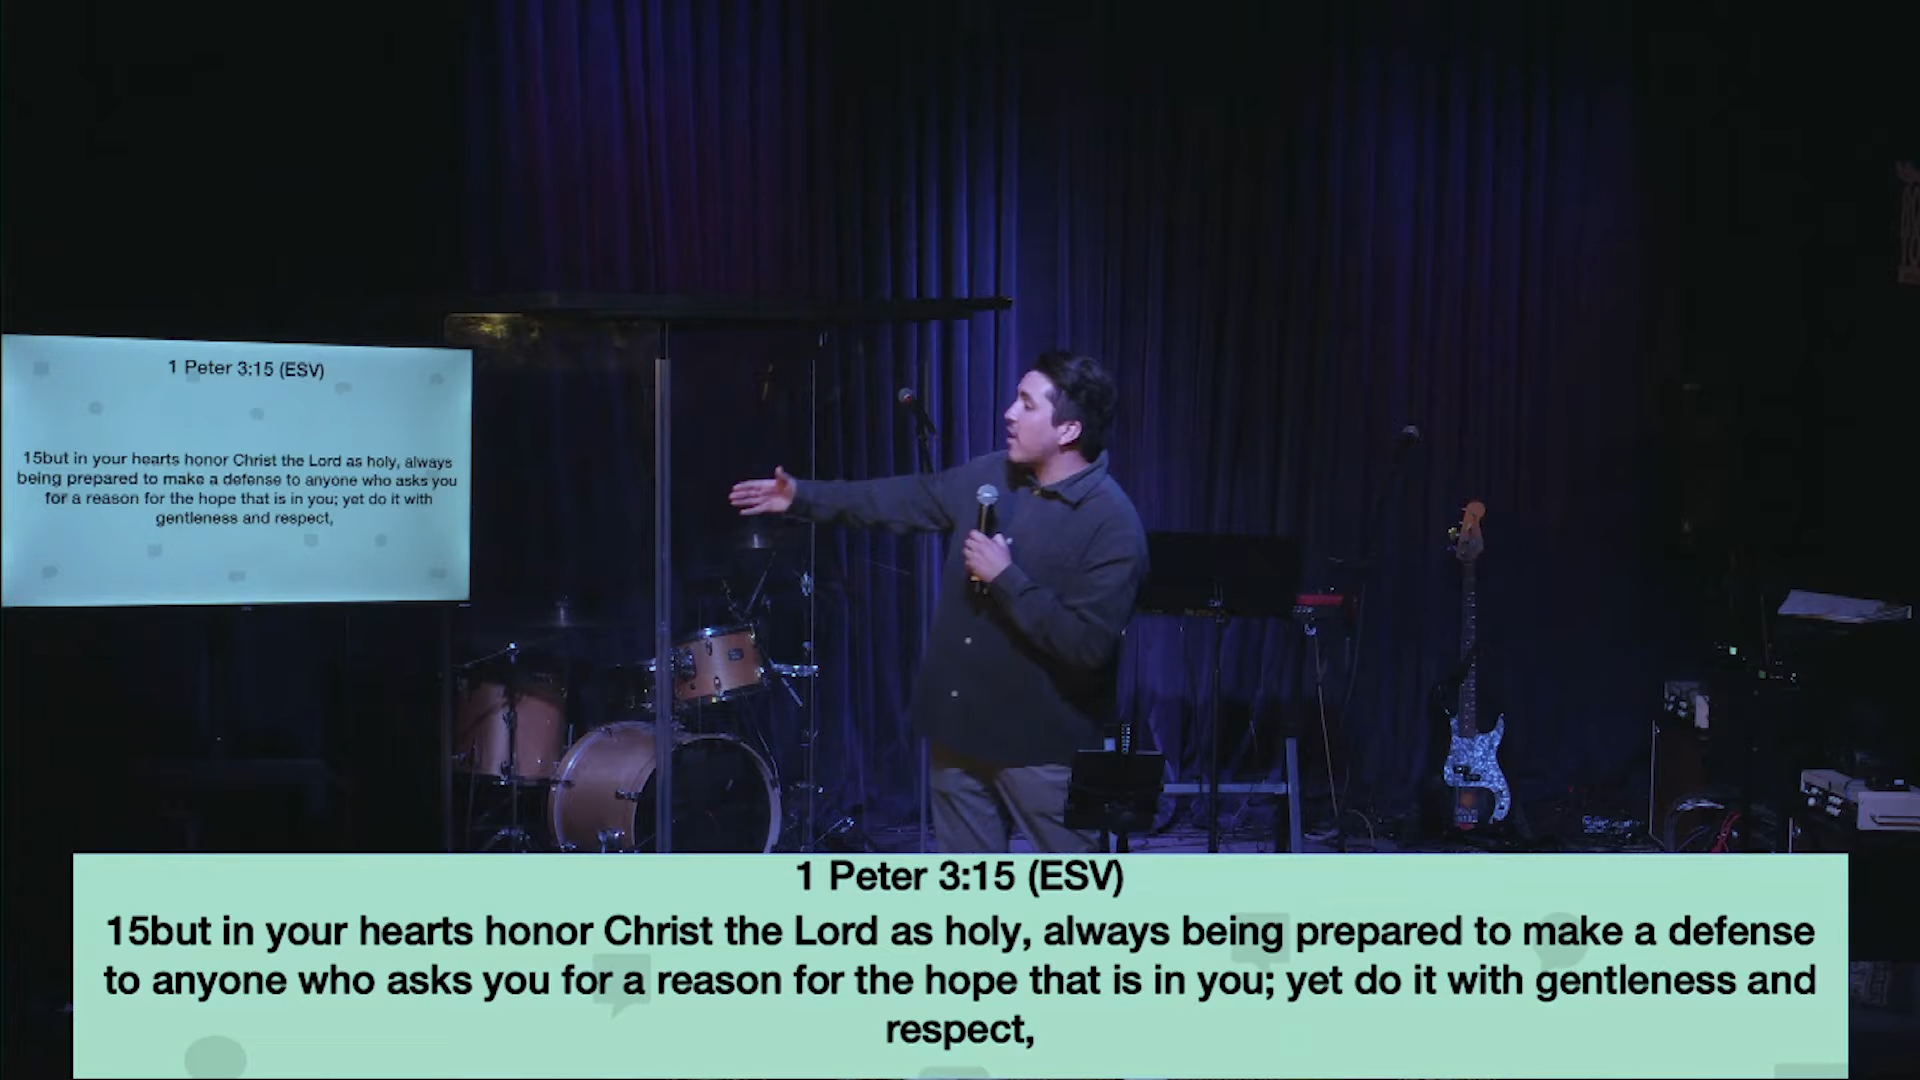 1 Peter 3:15 (ESV)
15but in your hearts honor Christ the Lord as holy, always
being prepared to make a defense to anyone who asks you
for a reason for the hope that is in you; yet do it with
gentleness and respect,
1 Peter 3:15 (ESV)
15but in your hearts honor Christ the Lord as holy, always being prepared to make a defense
to anyone who asks you for a reason for the hope that is in you; yet do it with gentleness and
respect,